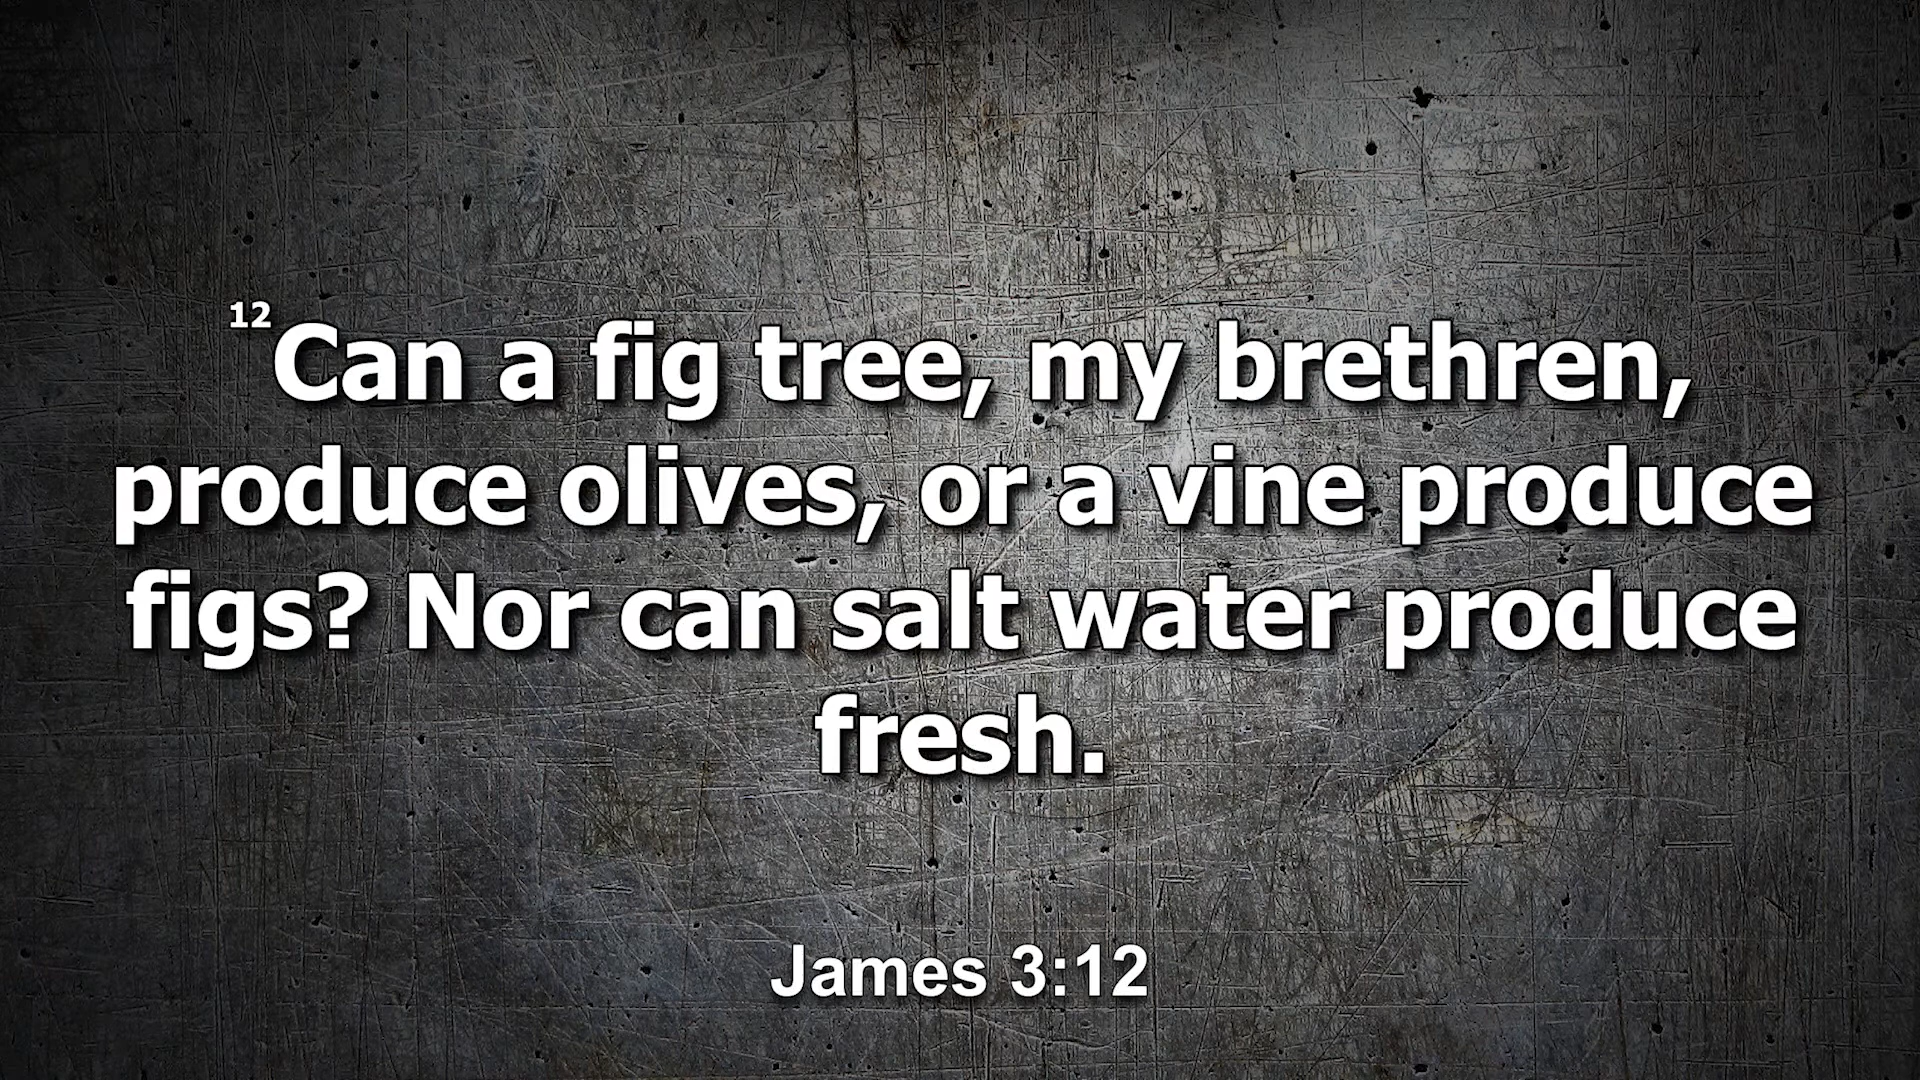 12Can a fig tree, my brethren,
produce olives, or a vine produce
figs? Nor can salt water produce
fresh.
James 3:12